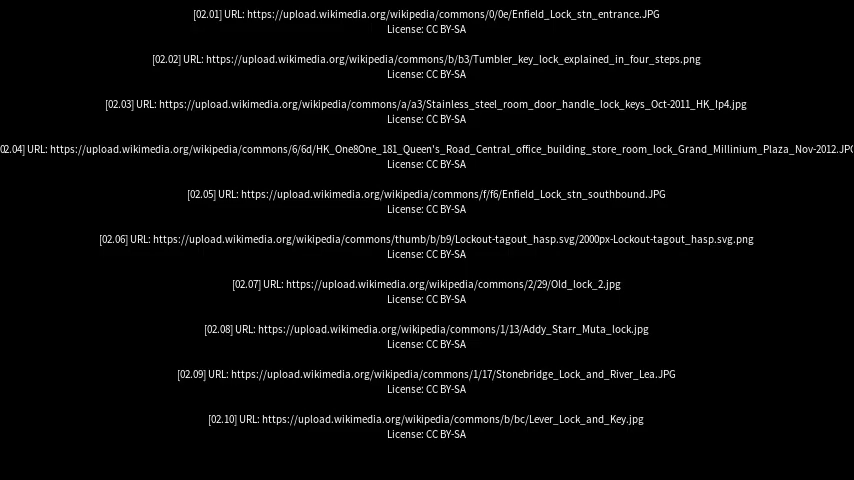 [02.01] URL: https://upload.wikimedia.org/wikipedia/commons/0/0e/Enfield_Lock_stn_entrance.JPG
License: CC BY-SA
[02.02] URL: https://upload.wikimedia.org/wikipedia/commons/b/b3/Tumbler_key_lock_explained_in_four_steps.png
License: CC BY-SA
[02.03] URL: https://upload.wikimedia.org/wikipedia/commons/a/a3/Stainless_steel_room_door_handle_lock_keys_Oct-2011_HK_Ip4.jpg
License: CC BY-SA
02.04] URL: https://upload.wikimedia.org/wikipedia/commons/6/6d/HK_One8One_181_Queen's_Road_Central_office_building_store_room_lock_Grand_Millinium_Plaza_Nov-2012.JPG
License: CC BY-SA
[02.05] URL: https://upload.wikimedia.org/wikipedia/commons/f/f6/Enfield_Lock_stn_southbound.JPG
License: CC BY-SA
[02.06] URL: https://upload.wikimedia.org/wikipedia/commons/thumb/b/b9/Lockout-tagout_hasp.svg/2000px-Lockout-tagout_hasp.svg.png
License: CC BY-SA
[02.07] URL: https://upload.wikimedia.org/wikipedia/commons/2/29/Old_lock_2.jpg
License: CC BY-SA
[02.08] URL: https://upload.wikimedia.org/wikipedia/commons/1/13/Addy_Starr_Muta_lock.jpg
License: CC BY-SA
[02.09] URL: https://upload.wikimedia.org/wikipedia/commons/1/17/Stonebridge_Lock_and_River_Lea.JPG
License: CC BY-SA
[02.10] URL: https://upload.wikimedia.org/wikipedia/commons/b/bc/Lever_Lock_and_Key.jpg
License: CC BY-SA